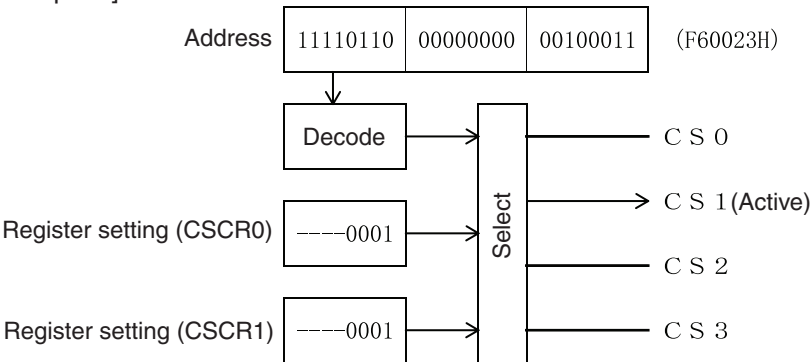 Address 11110110 00000000 00100011 (F60023H)
Decode
CS0
CS1(Active)
Select
Register setting (CSCR0) ----0001
CS2
Register setting (CSCR1) ----0001
CS3